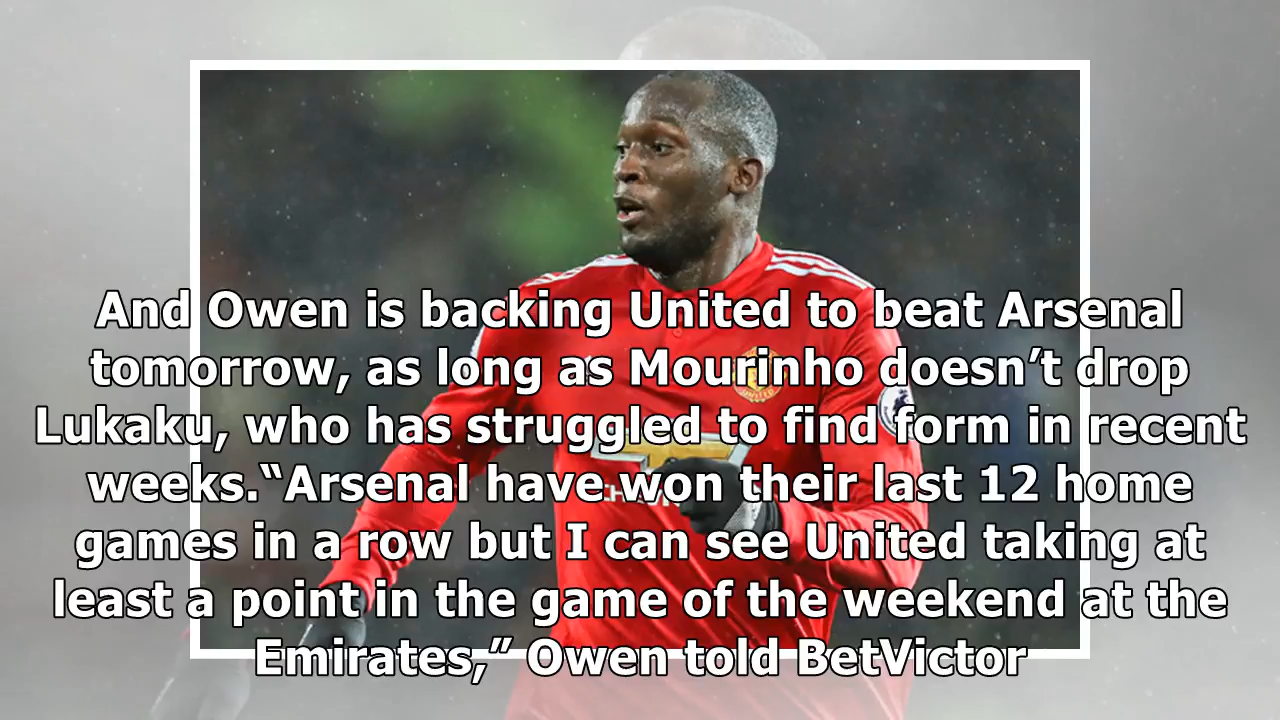 And Owen is backing United to beat Arsenal
tomorrow, as long as Mourinho doesn’t drop
Lukaku, who has struggled to find form in recent
weeks.“Arsenal have won their last 12 home
games in a row but I can see United taking at
least a point in the game of the weekend at the
Emirates,” Owen told BetVictor